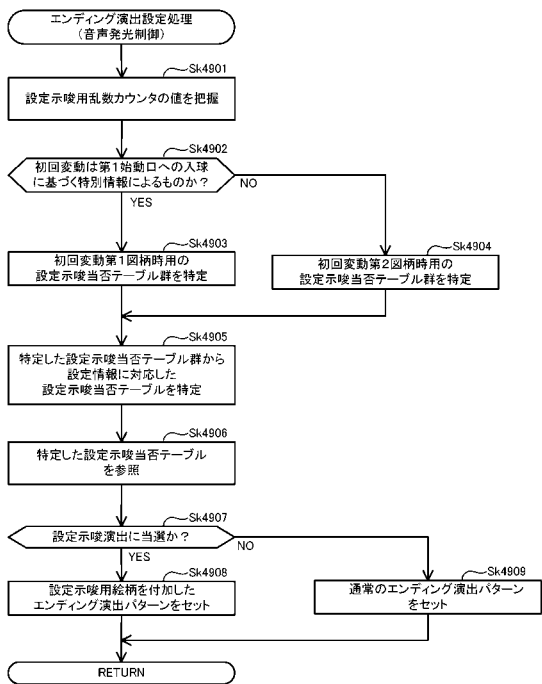 エンディング演出設定処理
(音声発光制御)
Sk4901
設定示唆用乱数カウンタの値を把握
Sk4902
初回変動は第1始動口への入球
に基づく特別情報によるものか?
NO
YES
Sk4903
初回変動第1図柄時用の
設定示唆当否テーブル群を特定
Sk4904
初回変動第2図柄時用の
設定示唆当否テーブル群を特定
Sk4905
特定した設定示唆当否テーブル群から
設定情報に対応した
設定示唆当否テーブルを特定
Sk4906
特定した設定示唆当否テーブル
を参照
Sk4907
設定示唆演出に当選か?
NO
YES
Sk4908
設定示唆用絵柄を付加した
エンディング演出パターンをセット
Sk4909
通常のエンディング演出パターン
をセット
RETURN